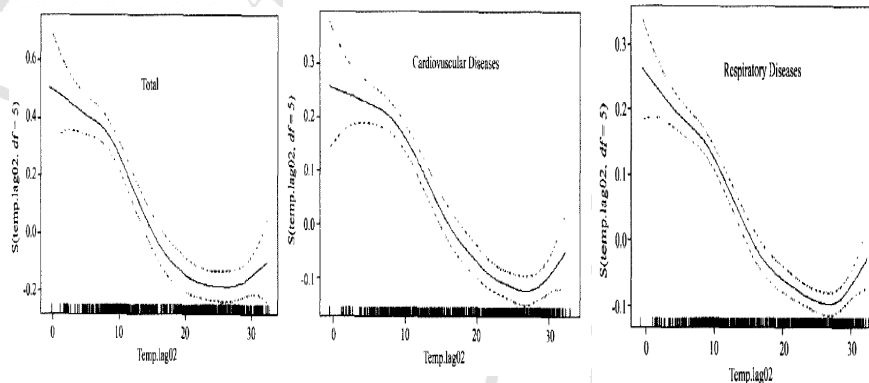 Total
S(temp.lag02, df=5)
0.6
0.4
0.2
0.0
-0.2
0 10 20 30
Temp.lag02
Cardiovuscular Diseases
S(temp.lag02, df=5)
0.3
0.2
0.1
0.0
-0.1
0 10 20 30
Temp.lag02
Respiratory Diseases
S(temp.lag02, df=5)
0.3
0.2
0.1
0.0
-0.1
0 10 20 30
Temp.lag02